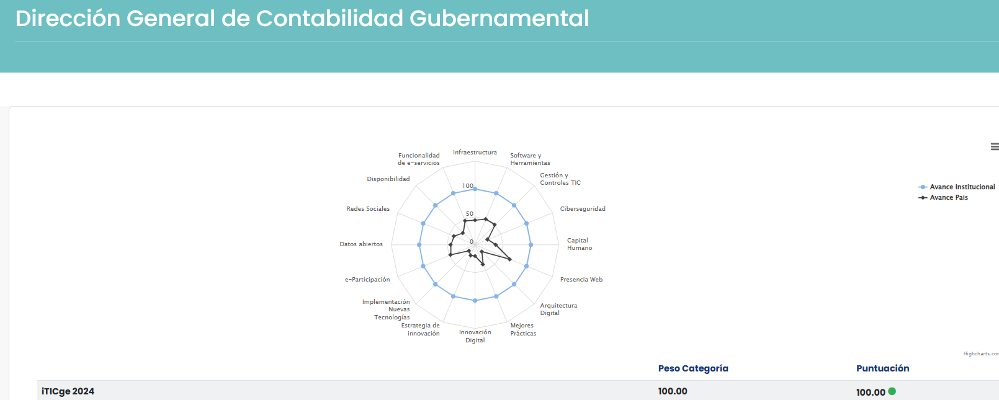 Dirección General de Contabilidad Gubernamental
Infraestructura
Software y
Herramientas
Gestión y
Controles TIC
Ciberseguridad
Capital
Humano
Presencia Web
Arquitectura
Digital
Mejores
Prácticas
Innovación
Digital
Estrategia de
innovación
Implementación
Nuevas
Tecnologías
e-Participación
Datos abiertos
Redes Sociales
Disponibilidad
Funcionalidad
de e-servicios
100
50
0
Avance Institucional
Avance Pais
Highcharts.com
Peso Categoría
Puntuación
iTICge 2024
100.00
100.00